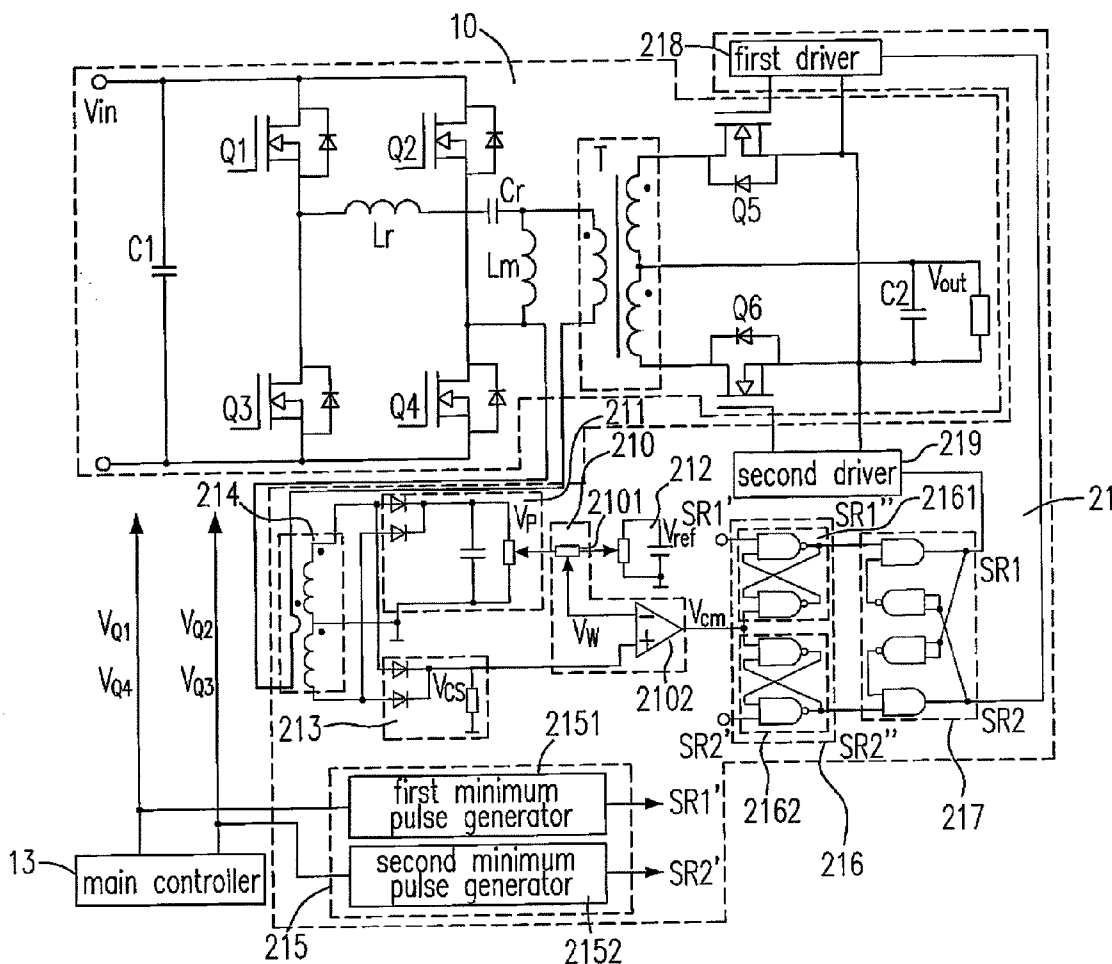 10
218
first driver
Vin
Q1
Q2
T
Q5
Cr
Lr
Lm
C1
C2
Vout
Q6
Q3
Q4
211
210
212
219
second driver
214
VP
2101
Vref
SR1'
SR1''
2161
21
SR1
VQ1
VQ2
VW
Vcm
VQ4
VQ3
VCS
2102
SR2
213
SR2'
SR2''
2151
first minimum
pulse generator
SR1'
2162
217
216
13
main controller
second minimum
pulse generator
SR2'
215
2152